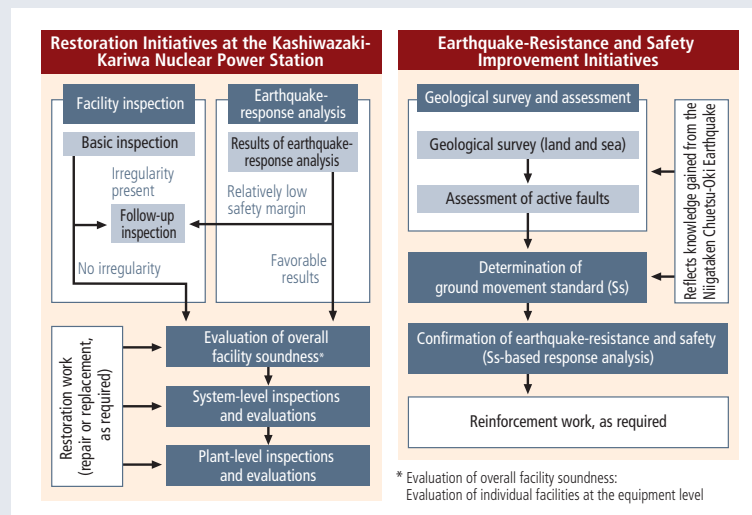 Restoration Initiatives at the Kashiwazaki-
Kariwa Nuclear Power Station
Facility inspection
Basic inspection
Irregularity
present
Follow-up
inspection
No irregularity
Earthquake-
response analysis
Results of earthquake-
response analysis
Relatively low
safety margin
Favorable
results
Restoration work
(repair or replacement,
as required)
Evaluation of overall
facility soundness*
System-level inspections
and evaluations
Plant-level inspections
and evaluations
Earthquake-Resistance and Safety
Improvement Initiatives
Geological survey and assessment
Geological survey (land and sea)
Assessment of active faults
Reflects knowledge gained from the
Niigataken Chuetsu-Oki Earthquake
Determination of
ground movement standard (Ss)
Confirmation of earthquake-resistance and safety
(Ss-based response analysis)
Reinforcement work, as required
* Evaluation of overall facility soundness:
Evaluation of individual facilities at the equipment level